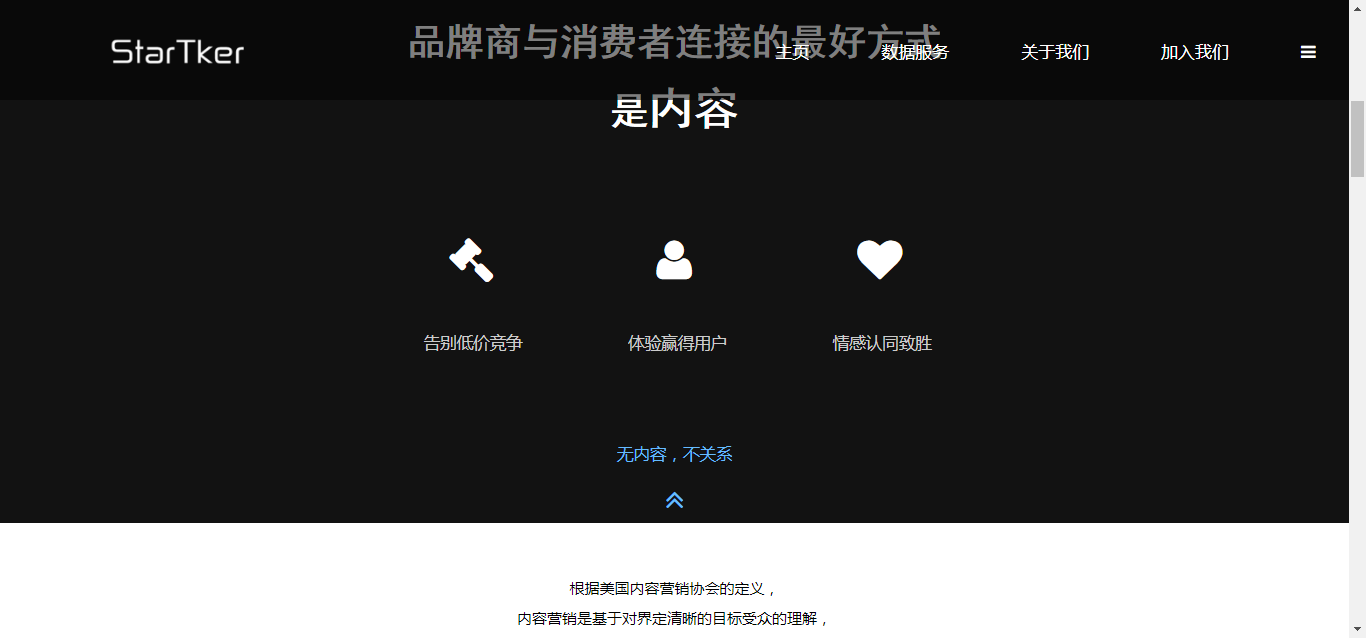 StarTker
主页
数据服务
关于我们
加入我们
品牌商与消费者连接的最好方式
是内容
告别低价竞争
体验赢得用户
情感认同致胜
无内容，不关系
根据美国内容营销协会的定义，
内容营销是基于对界定清晰的目标受众的理解，